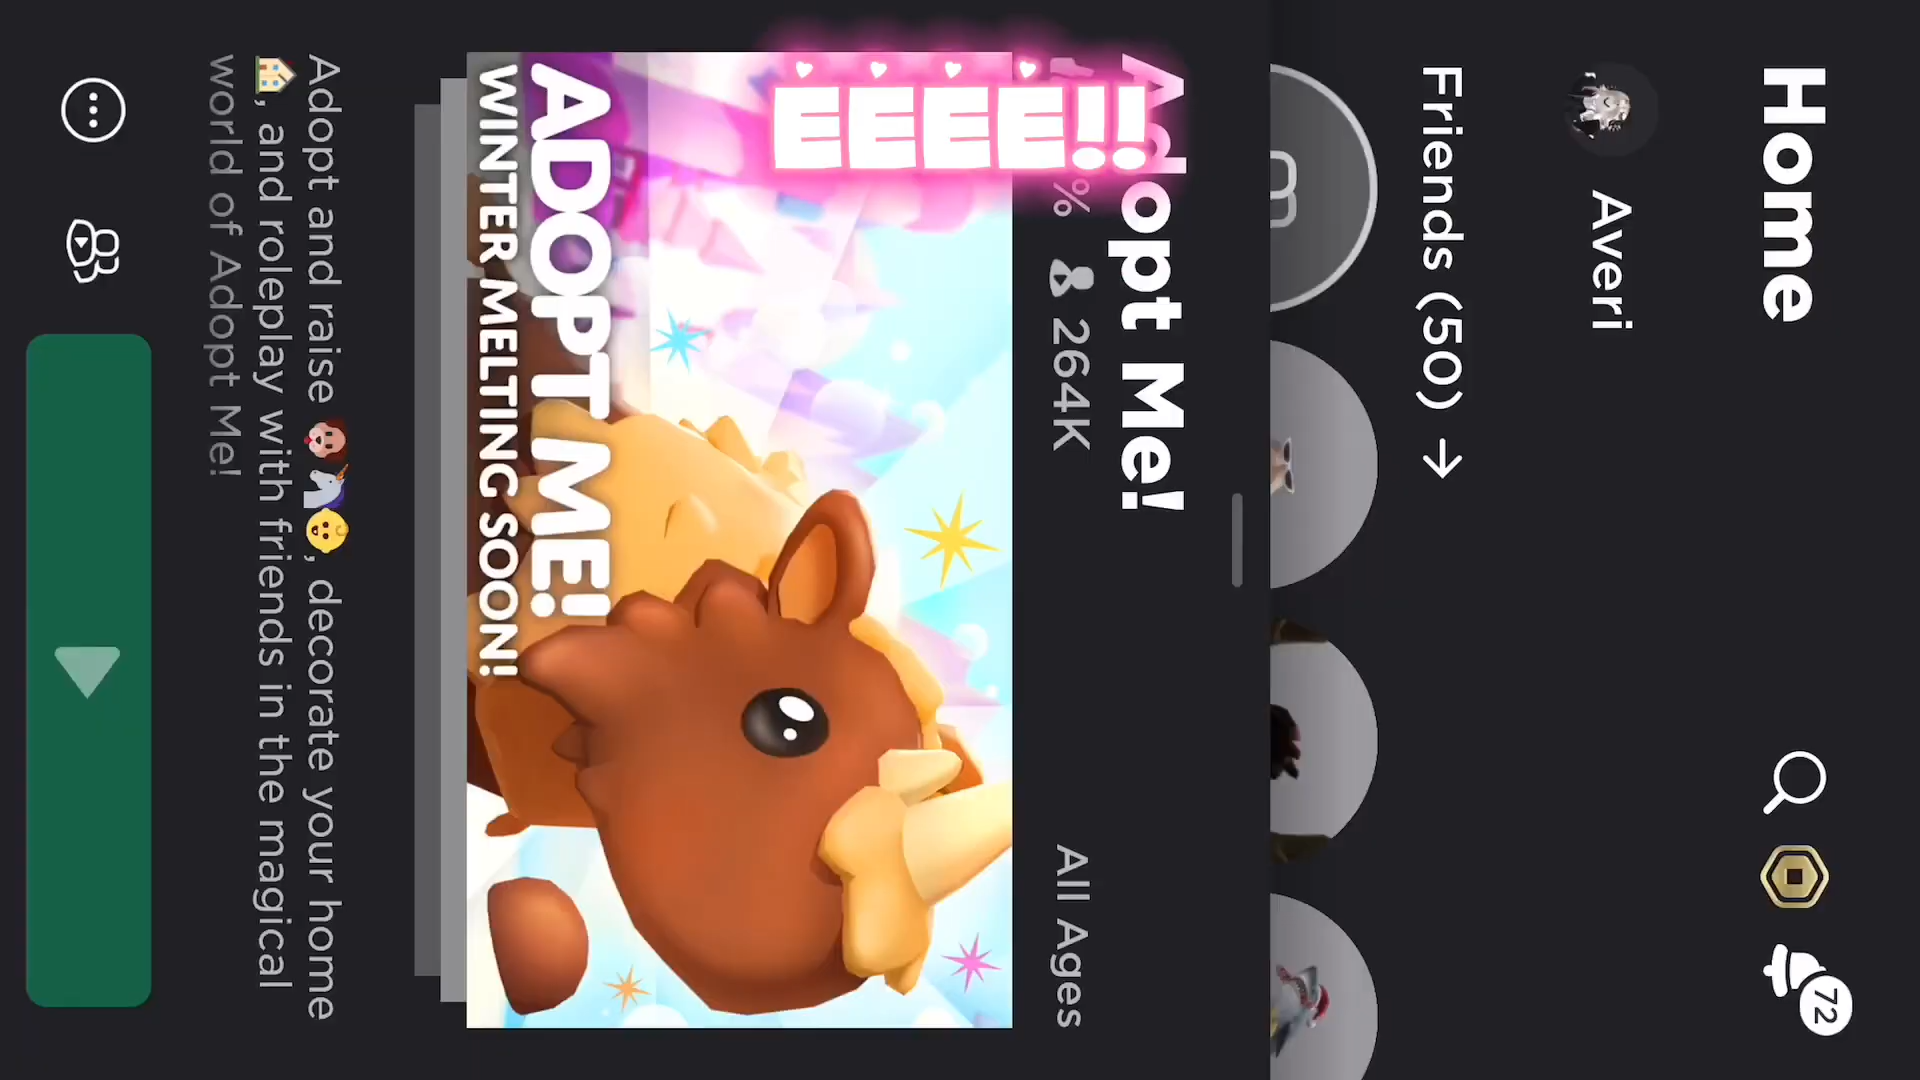 Home
72
Averi
Friends (50) →
Adopt Me!
% 264K All Ages
EEEE!!
ADOPT ME!
WINTER MELTING SOON!
Adopt and raise 🐶🦄👶, decorate your home
🏠, and roleplay with friends in the magical
world of Adopt Me!